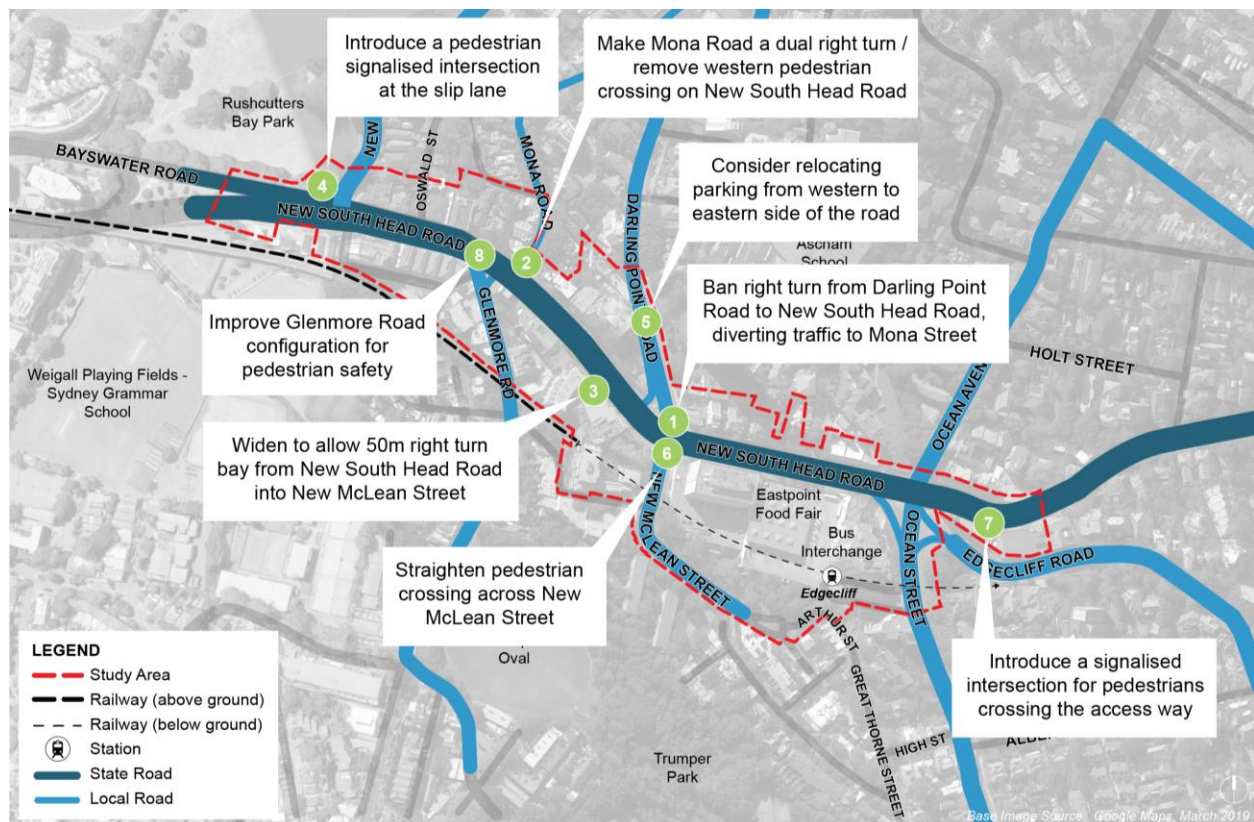 Introduce a pedestrian
signalised intersection
at the slip lane
Make Mona Road a dual right turn /
remove western pedestrian
crossing on New South Head Road
Rushcutters
Bay Park
BAYSWATER ROAD
4
NEW
OSWALD ST
MONA ROAD
Consider relocating
parking from western to
eastern side of the road
NEW SOUTH HEAD ROAD
8
2
DARLING POINT ROAD
Ascham
School
5
Ban right turn from Darling Point
Road to New South Head Road,
diverting traffic to Mona Street
Improve Glenmore Road
configuration for
pedestrian safety
GLENMORE RD
HOLT STREET
Weigall Playing Fields -
Sydney Grammar
School
3
1
OCEAN AVEN
Widen to allow 50m right turn
bay from New South Head Road
into New McLean Street
6
NEW SOUTH HEAD ROAD
NEW MCLEAN STREET
Eastpoint
Food Fair
7
Bus
Interchange
OCEAN STREET
EDGECLIFF ROAD
Edgecliff
Straighten pedestrian
crossing across New
McLean Street
ARTHUR ST
Oval
GREAT THORNE STREET
Introduce a signalised
intersection for pedestrians
crossing the access way
HIGH ST
ALBE
Trumper
Park
LEGEND
Study Area
Railway (above ground)
Railway (below ground)
Station
State Road
Local Road
Base Image Source: Google Maps, March 2019